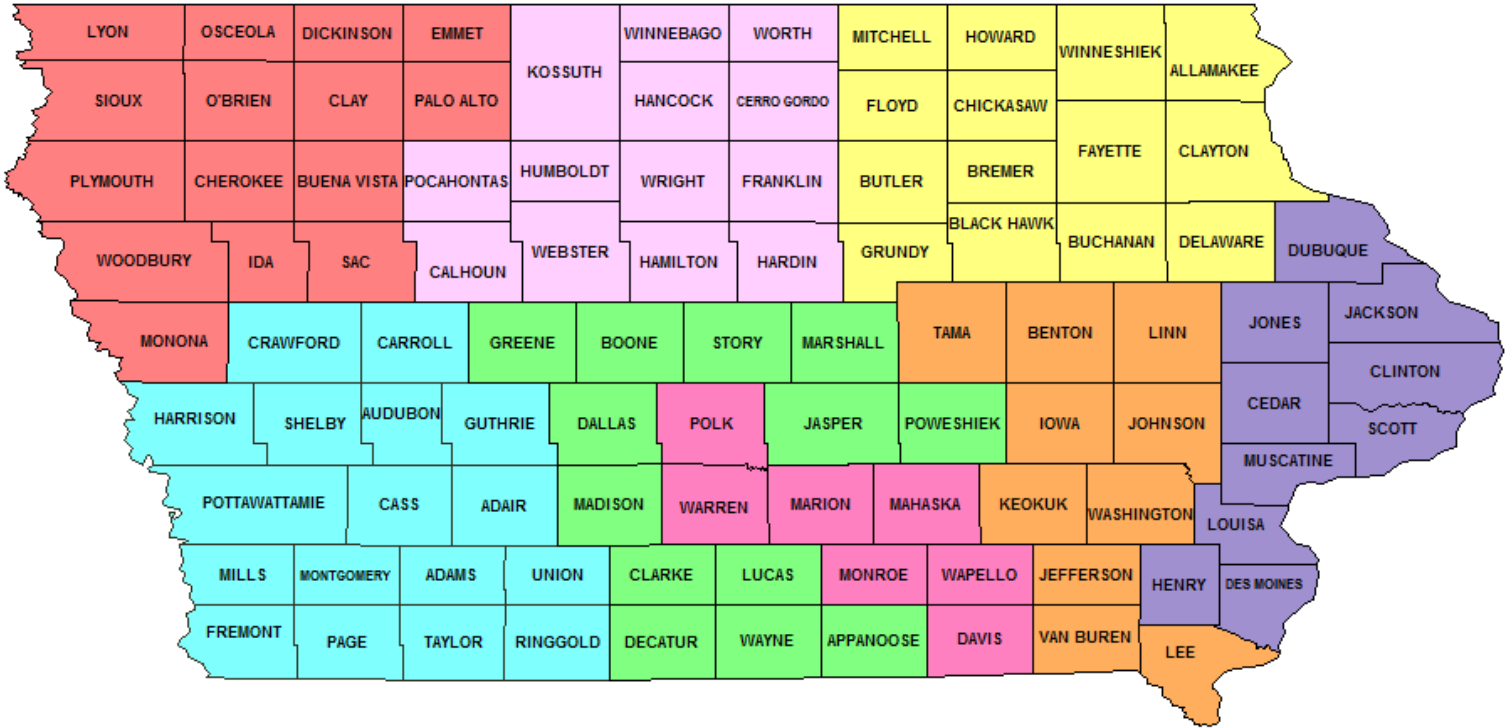 LYON
OSCEOLA
DICKINSON
EMMET
KOSSUTH
WINNEBAGO
WORTH
MITCHELL
HOWARD
WINNESHIEK
ALLAMAKEE
SIOUX
O'BRIEN
CLAY
PALO ALTO
HANCOCK
CERRO GORDO
FLOYD
CHICKASAW
PLYMOUTH
CHEROKEE
BUENA VISTA
POCAHONTAS
HUMBOLDT
WRIGHT
FRANKLIN
BUTLER
BREMER
FAYETTE
CLAYTON
WOODBURY
IDA
SAC
CALHOUN
WEBSTER
HAMILTON
HARDIN
GRUNDY
BLACK HAWK
BUCHANAN
DELAWARE
DUBUQUE
MONONA
CRAWFORD
CARROLL
GREENE
BOONE
STORY
MARSHALL
TAMA
BENTON
LINN
JONES
JACKSON
CLINTON
HARRISON
SHELBY
AUDUBON
GUTHRIE
DALLAS
POLK
JASPER
POWESHIEK
IOWA
JOHNSON
CEDAR
SCOTT
MUSCATINE
POTTAWATTAMIE
CASS
ADAIR
MADISON
WARREN
MARION
MAHASKA
KEOKUK
WASHINGTON
LOUISA
MILLS
MONTGOMERY
ADAMS
UNION
CLARKE
LUCAS
MONROE
WAPELLO
JEFFERSON
HENRY
DES MOINES
FREMONT
PAGE
TAYLOR
RINGGOLD
DECATUR
WAYNE
APPANOOSE
DAVIS
VAN BUREN
LEE